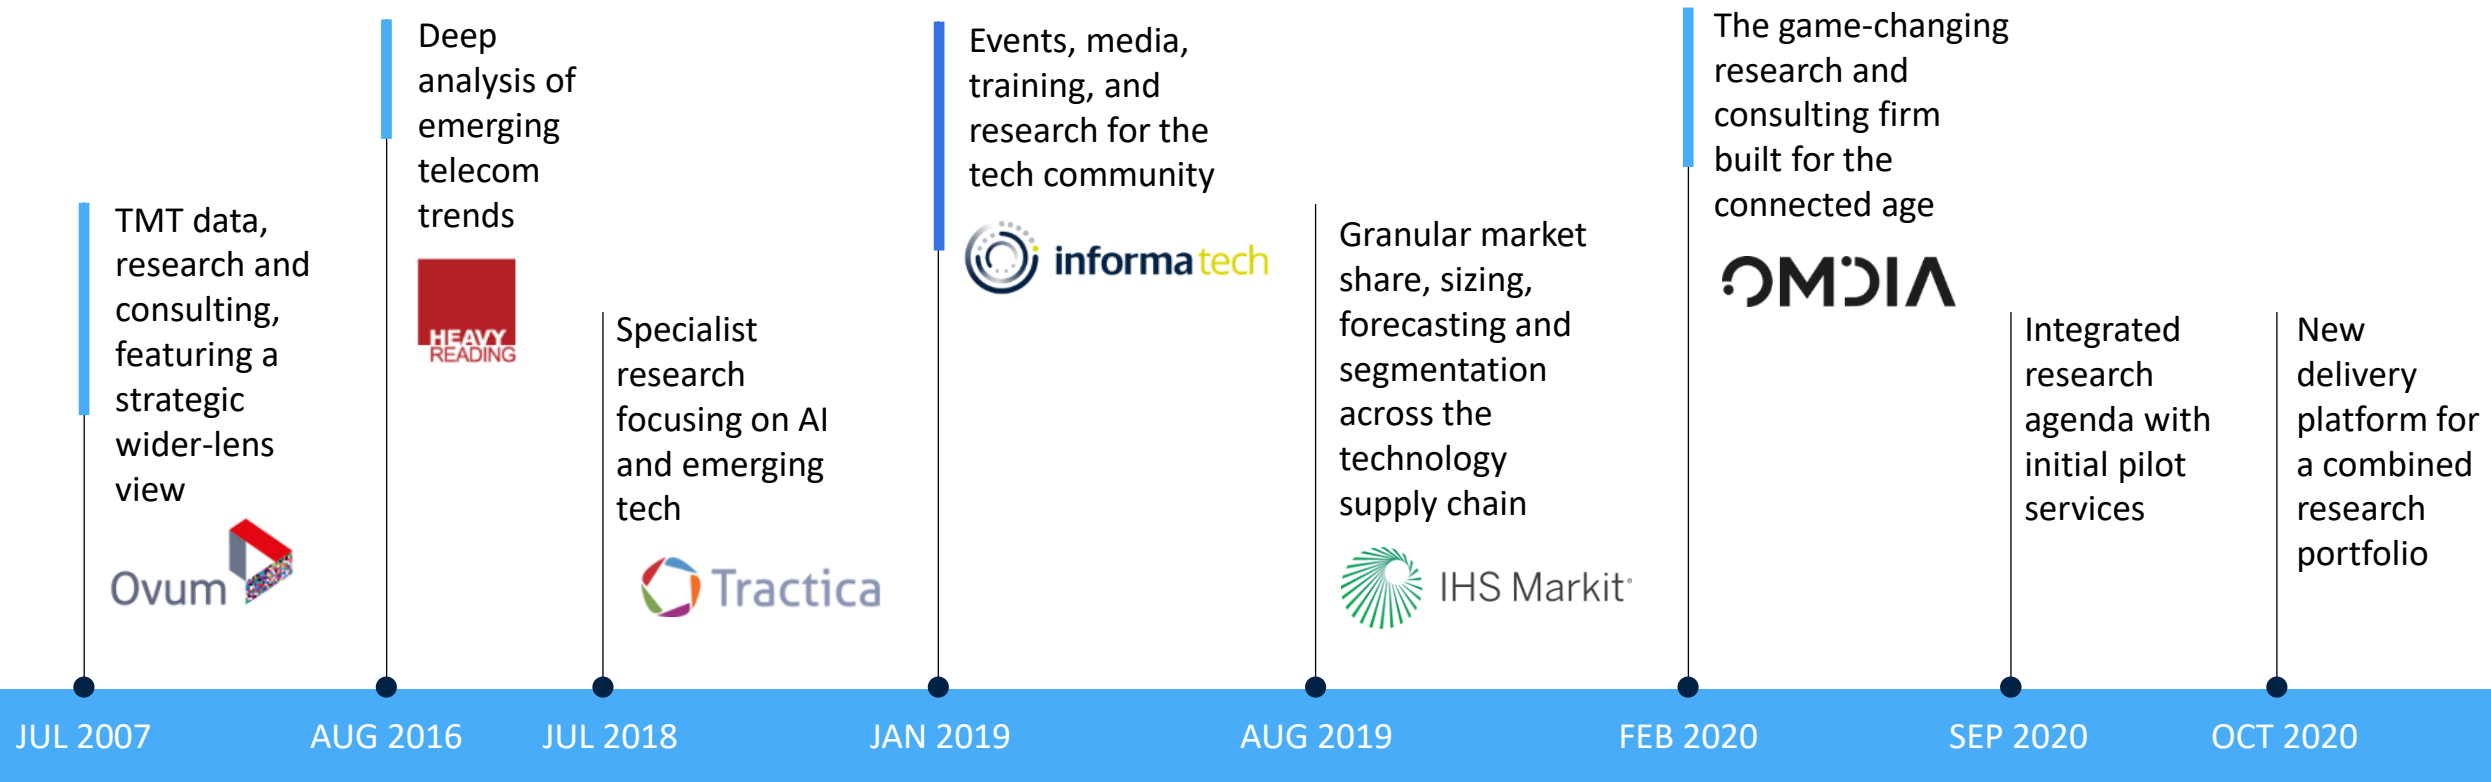 TMT data,
research and
consulting,
featuring a
strategic
wider-lens
view
Ovum
Deep
analysis of
emerging
telecom
trends
HEAVY
READING
Specialist
research
focusing on AI
and emerging
tech
Tractica
Events, media,
training, and
research for the
tech community
informa tech
Granular market
share, sizing,
forecasting and
segmentation
across the
technology
supply chain
IHS Markit®
The game-changing
research and
consulting firm
built for the
connected age
OMDIA
Integrated
research
agenda with
initial pilot
services
New
delivery
platform for
a combined
research
portfolio
JUL 2007
AUG 2016
JUL 2018
JAN 2019
AUG 2019
FEB 2020
SEP 2020
OCT 2020